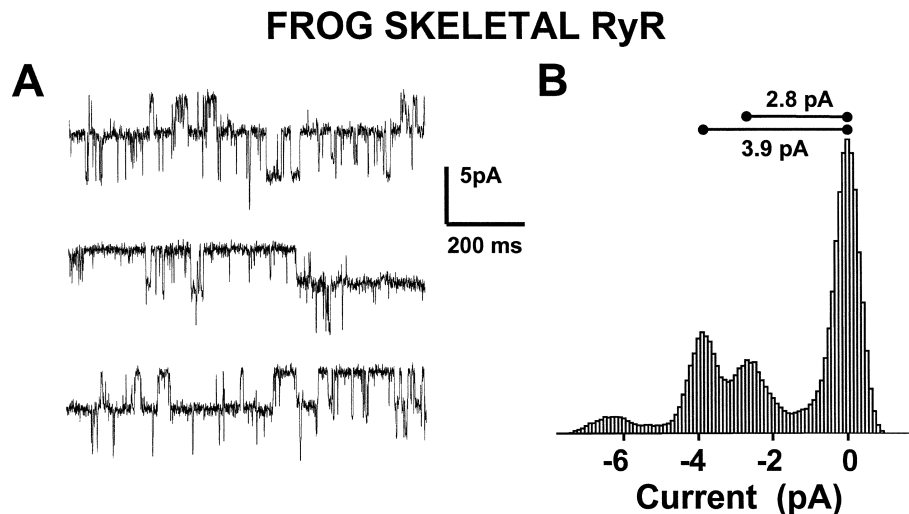 FROG SKELETAL RyR
A
B
5pA
200 ms
2.8 pA
3.9 pA
-6 -4 -2 0
Current (pA)